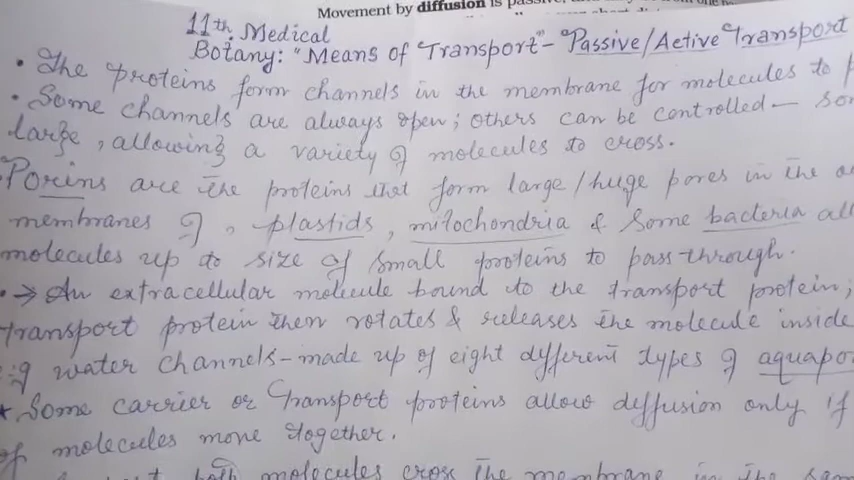 Movement by diffusion is passive
11th Medical
Botany: "Means of Transport" - Passive/Active Transport
• The proteins form channels in the membrane for molecules to
• Some channels are always open; others can be controlled -
large, allowing a variety of molecules to cross.
Porins are the proteins that form large/huge pores in the
membranes of plastids, mitochondria & some bacteria
molecules up to size of small proteins to pass through.
• → An extracellular molecule bound to the transport protein;
transport protein then rotates & releases the molecule inside
water channels - made up of eight different types of
* Some carrier or transport proteins allow diffusion only if
of molecules move together.
both molecules cross the membrane in the